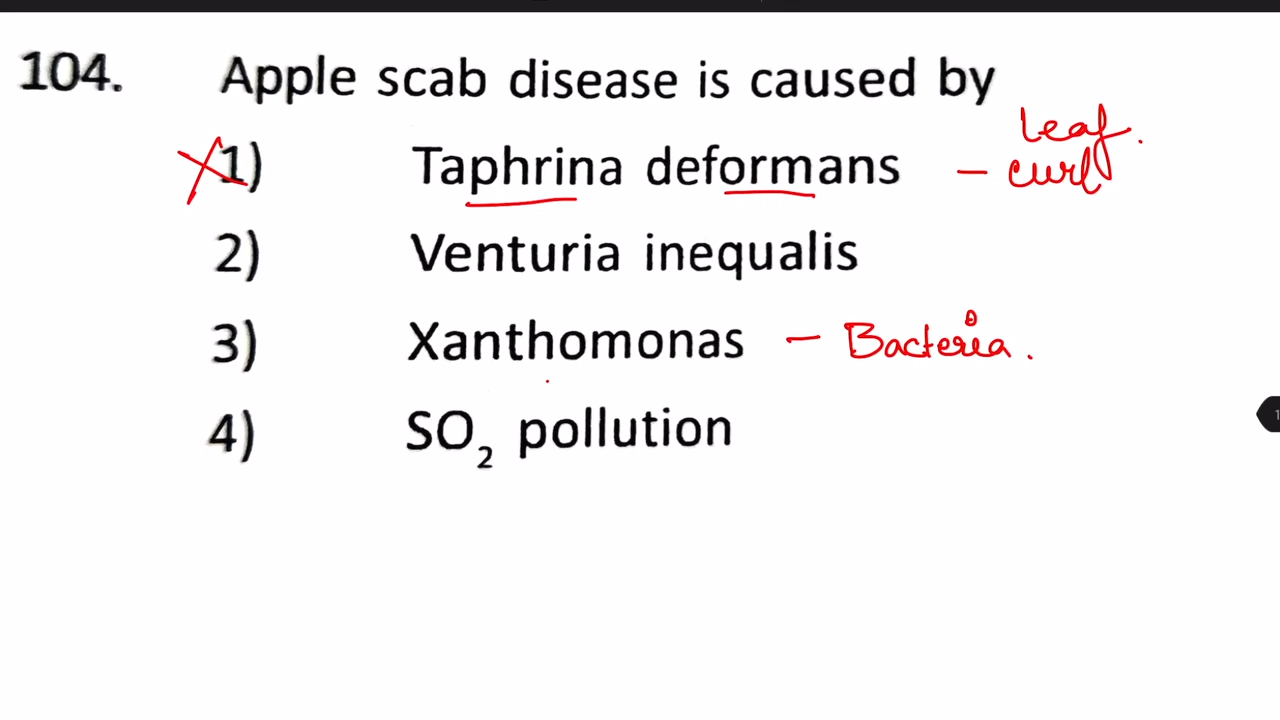 104. Apple scab disease is caused by
1) Taphrina deformans - leaf curl
2) Venturia inequalis
3) Xanthomonas - Bacteria.
4) SO₂ pollution
1